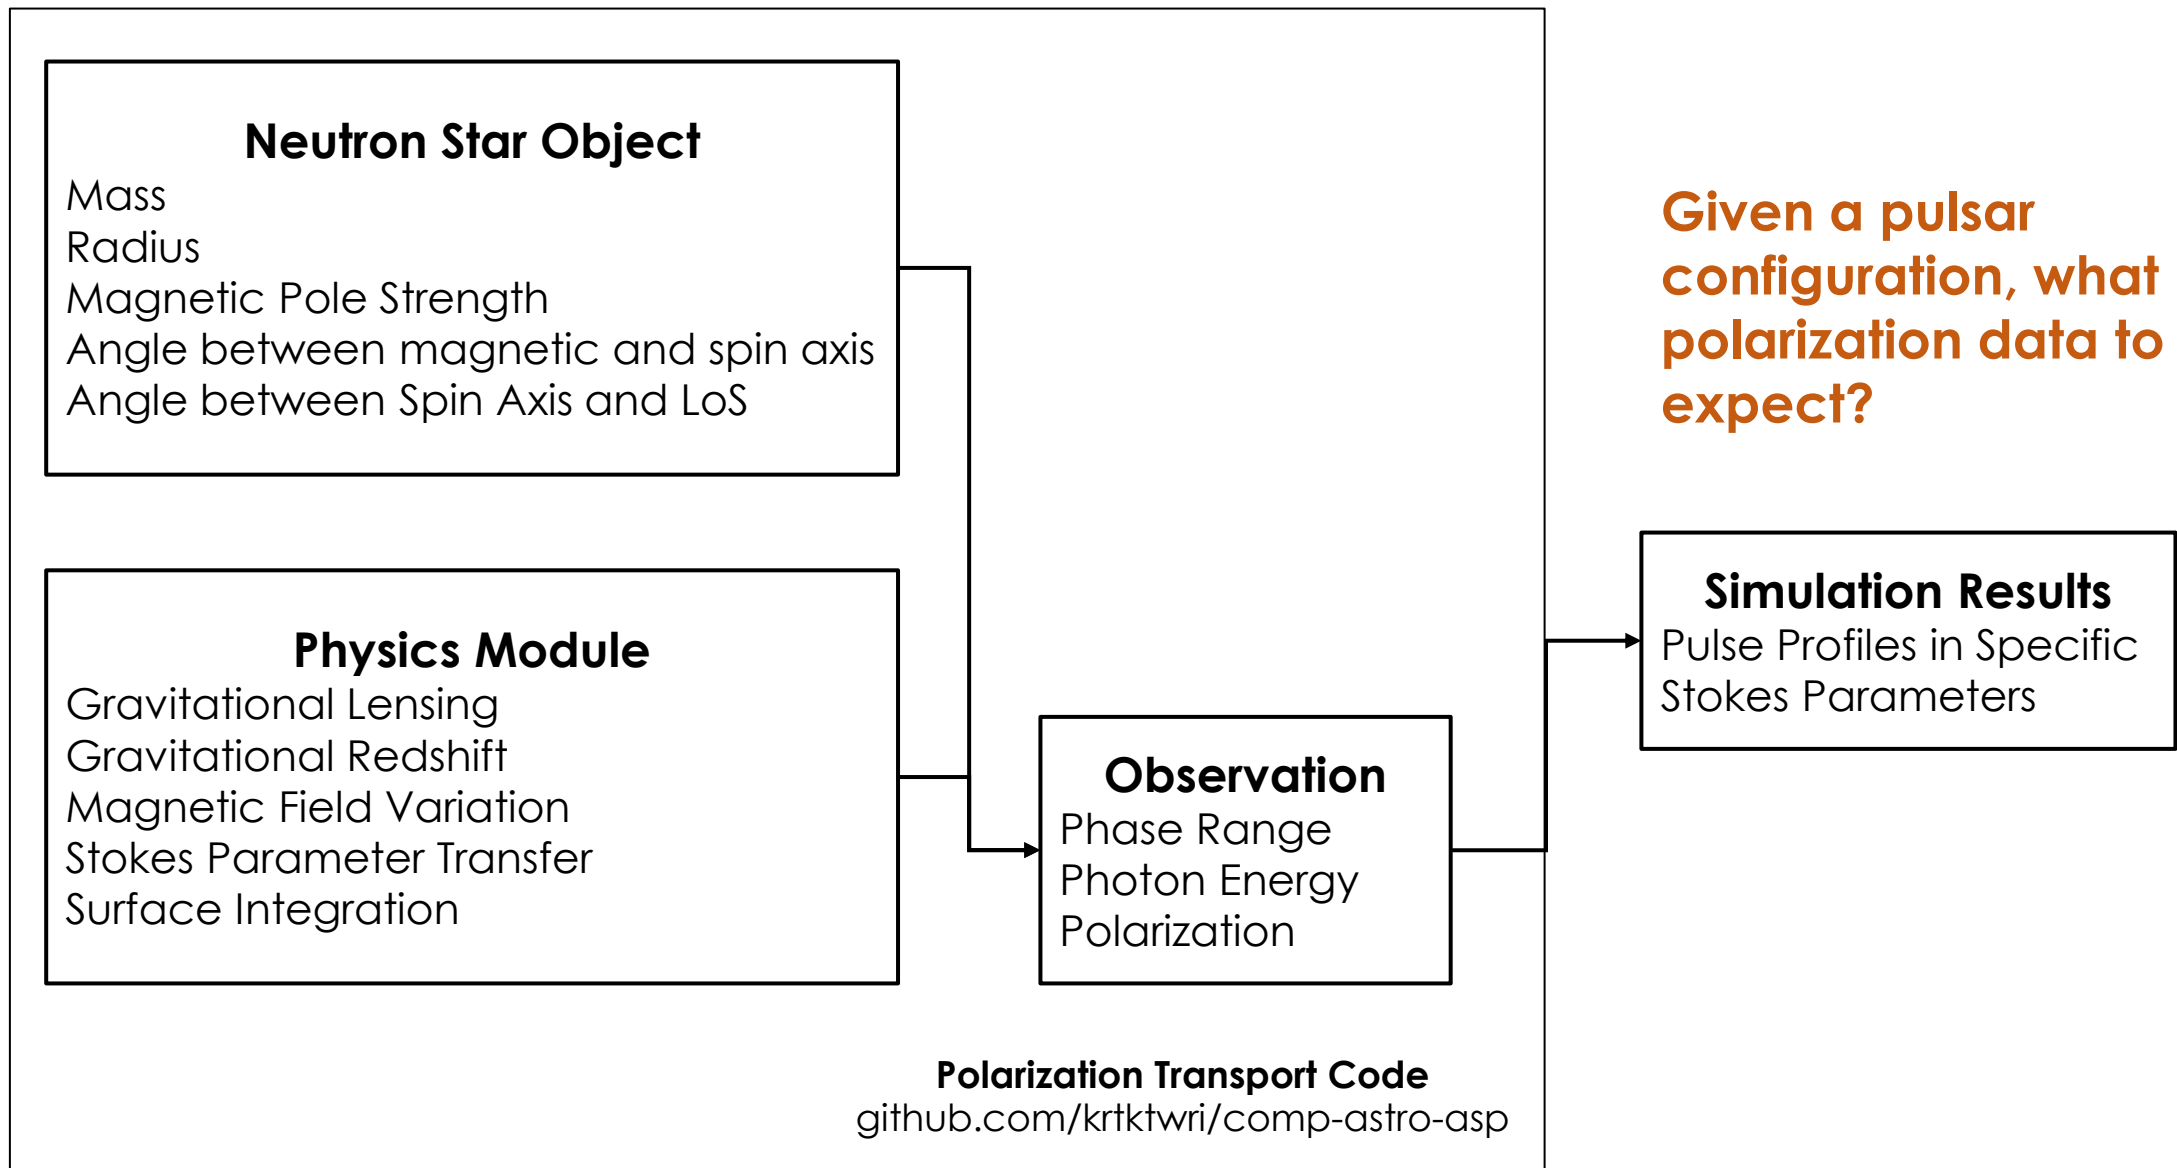 Neutron Star Object
Mass
Radius
Magnetic Pole Strength
Angle between magnetic and spin axis
Angle between Spin Axis and LoS
Physics Module
Gravitational Lensing
Gravitational Redshift
Magnetic Field Variation
Stokes Parameter Transfer
Surface Integration
Observation
Phase Range
Photon Energy
Polarization
Polarization Transport Code
github.com/krtktwri/comp-astro-asp
Given a pulsar
configuration, what
polarization data to
expect?
Simulation Results
Pulse Profiles in Specific
Stokes Parameters